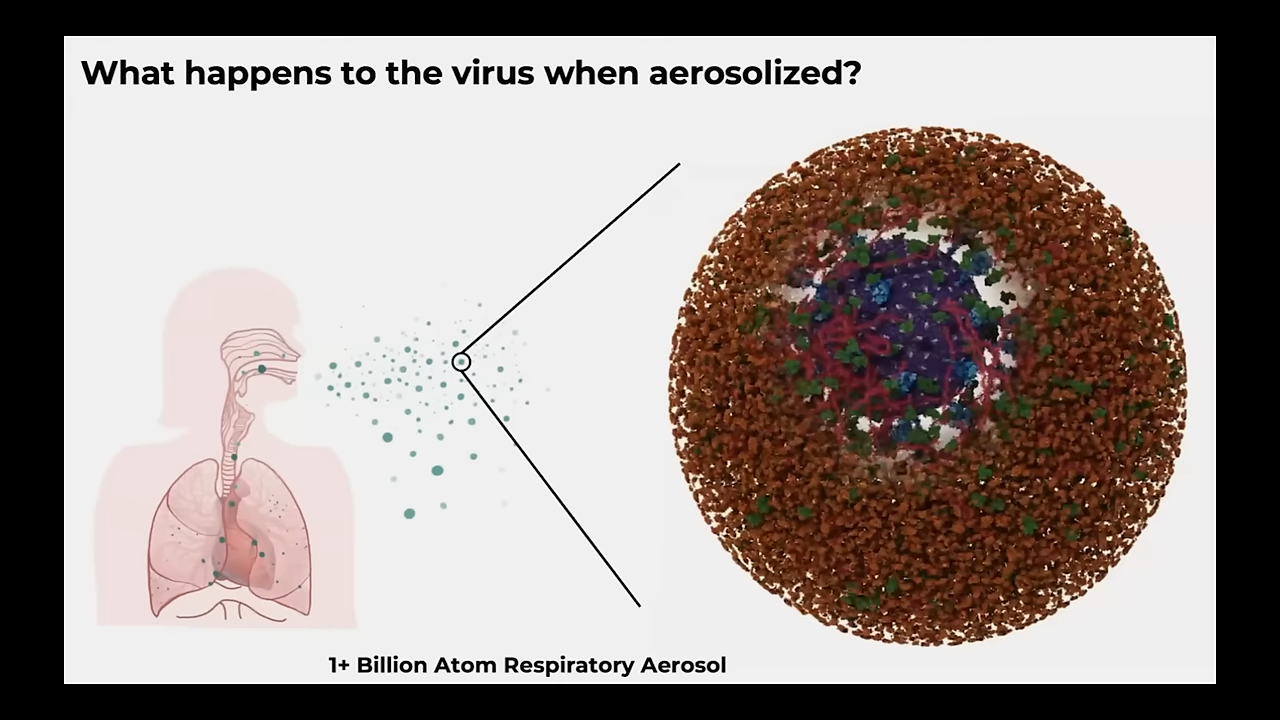 What happens to the virus when aerosolized?
1+ Billion Atom Respiratory Aerosol